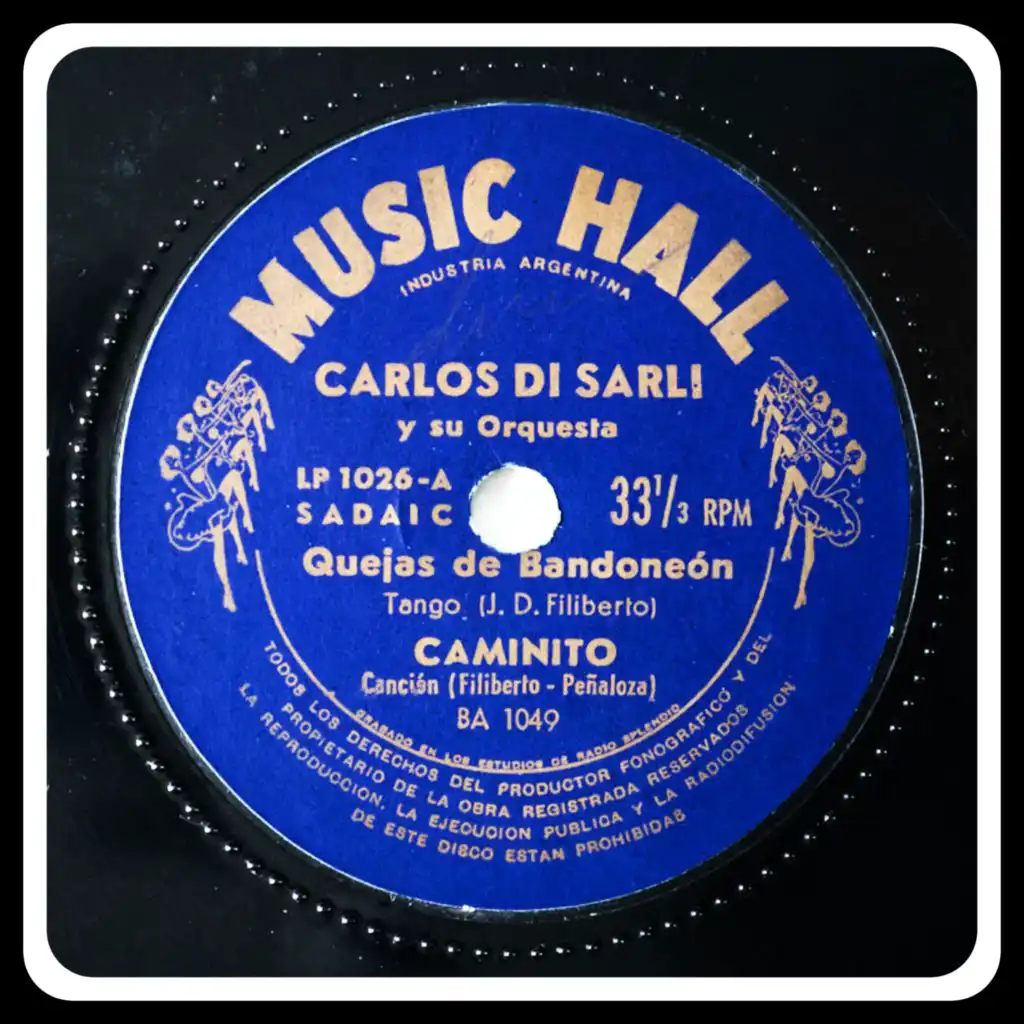 MUSIC HALL
INDUSTRIA ARGENTINA
CARLOS DI SARLI
y su Orquesta
LP 1026-A
SADAIC
33 1/3 RPM
Quejas de Bandoneón
Tango (J. D. Filiberto)
CAMINITO
Canción (Filiberto - Peñaloza)
BA 1049
GRABADO EN LOS ESTUDIOS DE RADIO SPLENDID
TODOS LOS DERECHOS DEL PRODUCTOR FONOGRAFICO Y DEL
PROPIETARIO DE LA OBRA REGISTRADA RESERVADOS
LA REPRODUCCION, LA EJECUCION PUBLICA Y LA RADIODIFUSION
DE ESTE DISCO ESTAN PROHIBIDAS